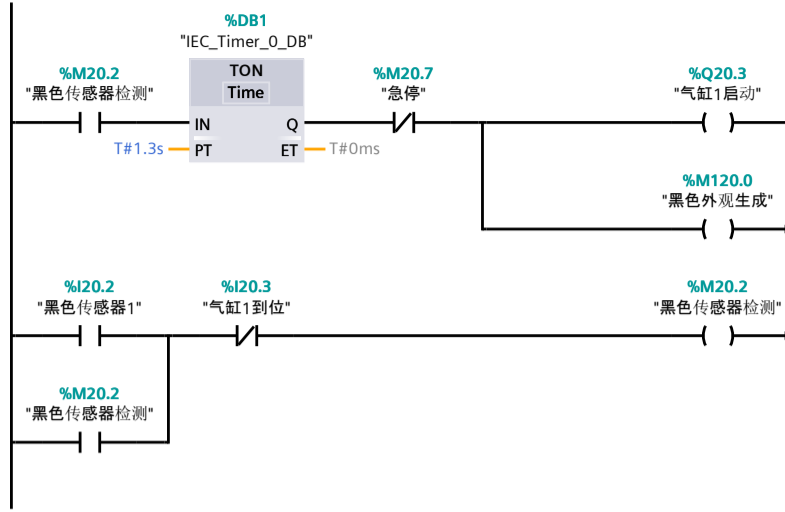 %DB1
"IEC_Timer_0_DB"
%M20.2
"黑色传感器检测"
TON
Time
%M20.7
"急停"
%Q20.3
"气缸1启动"
IN
Q
T#1.3s
PT
ET
T#0ms
%M120.0
"黑色外观生成"
%I20.2
"黑色传感器1"
%I20.3
"气缸1到位"
%M20.2
"黑色传感器检测"
%M20.2
"黑色传感器检测"